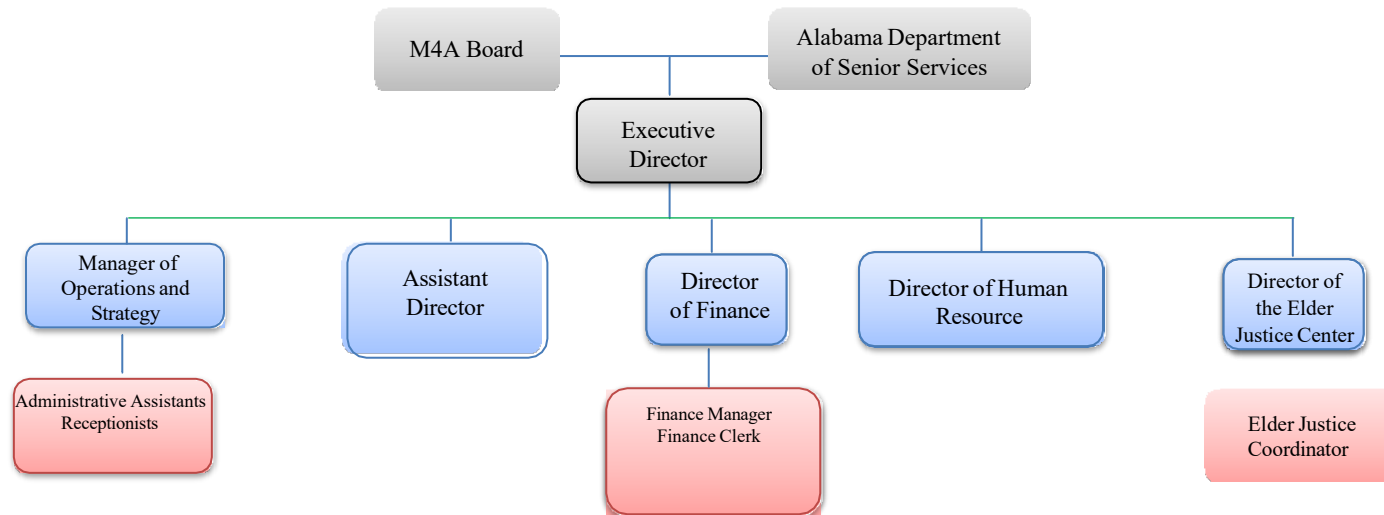 M4A Board
Alabama Department
of Senior Services
Executive
Director
Manager of
Operations and
Strategy
Assistant
Director
Director
of Finance
Director of Human
Resource
Director of
the Elder
Justice Center
Administrative Assistants
Receptionists
Finance Manager
Finance Clerk
Elder Justice
Coordinator